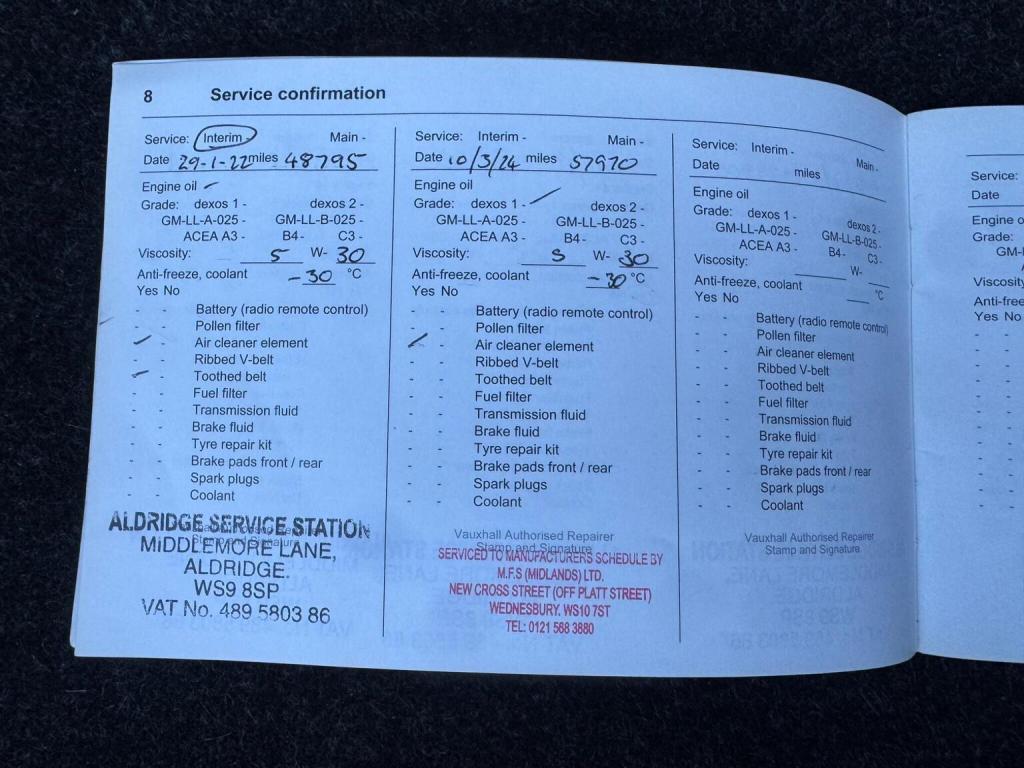 8 Service confirmation
Service: Interim - Main -
Date 29-1-22 miles 48795
Engine oil
Grade: dexos 1 - dexos 2 -
GM-LL-A-025 - GM-LL-B-025 -
ACEA A3 - B4 - C3 -
Viscosity: 5 W- 30
Anti-freeze, coolant -30 °C
Yes No
- - Battery (radio remote control)
- - Pollen filter
- Air cleaner element
- - Ribbed V-belt
- Toothed belt
- - Fuel filter
- - Transmission fluid
- - Brake fluid
- - Tyre repair kit
- - Brake pads front / rear
- - Spark plugs
- - Coolant
ALDRIDGE SERVICE STATION
Stamp and Signature
MIDDLEMORE LANE,
ALDRIDGE.
WS9 8SP
VAT No. 489 5803 86
Service: Interim - Main -
Date 10/3/24 miles 57970
Engine oil
Grade: dexos 1 - dexos 2 -
GM-LL-A-025 - GM-LL-B-025 -
ACEA A3 - B4 - C3 -
Viscosity: 5 W- 30
Anti-freeze, coolant -30 °C
Yes No
- - Battery (radio remote control)
- - Pollen filter
- Air cleaner element
- - Ribbed V-belt
- - Toothed belt
- - Fuel filter
- - Transmission fluid
- - Brake fluid
- - Tyre repair kit
- - Brake pads front / rear
- - Spark plugs
- - Coolant
Vauxhall Authorised Repairer
Stamp and Signature
SERVICED TO MANUFACTURERS SCHEDULE BY
M.F.S (MIDLANDS) LTD.
NEW CROSS STREET (OFF PLATT STREET)
WEDNESBURY. WS10 7ST
TEL: 0121 568 3880
Service: Interim - Main -
Date miles
Engine oil
Grade: dexos 1 - dexos 2 -
GM-LL-A-025 - GM-LL-B-025 -
ACEA A3 - B4 - C3 -
Viscosity: W-
Anti-freeze, coolant °C
Yes No
- - Battery (radio remote control)
- - Pollen filter
- - Air cleaner element
- - Ribbed V-belt
- - Toothed belt
- - Fuel filter
- - Transmission fluid
- - Brake fluid
- - Tyre repair kit
- - Brake pads front / rear
- - Spark plugs
- - Coolant
Vauxhall Authorised Repairer
Stamp and Signature
Service:
Date
Engine o
Grade:
GM-
Viscosity
Anti-free
Yes No